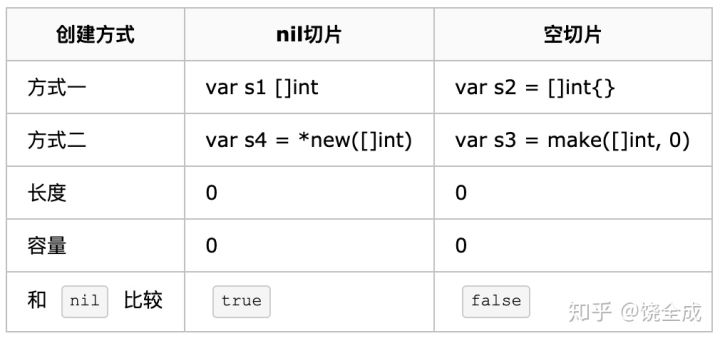 创建方式 nil切片 空切片
方式一 var s1 []int var s2 = []int{}
方式二 var s4 = *new([]int) var s3 = make([]int, 0)
长度 0 0
容量 0 0
和 nil 比较 true false
知乎 @饶全成